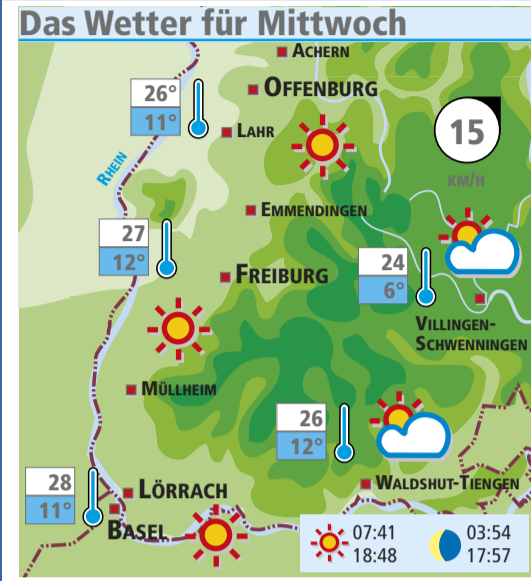 Das Wetter für Mittwoch
ACHERN
26°
11°
OFFENBURG
LAHR
15
KM/H
RHEIN
EMMENDINGEN
27
12°
FREIBURG
24
6°
VILLINGEN-
SCHWENNINGEN
MÜLLHEIM
26
12°
28
11°
LÖRRACH
WALDSHUT-TIENGEN
BASEL
07:41
18:48
03:54
17:57